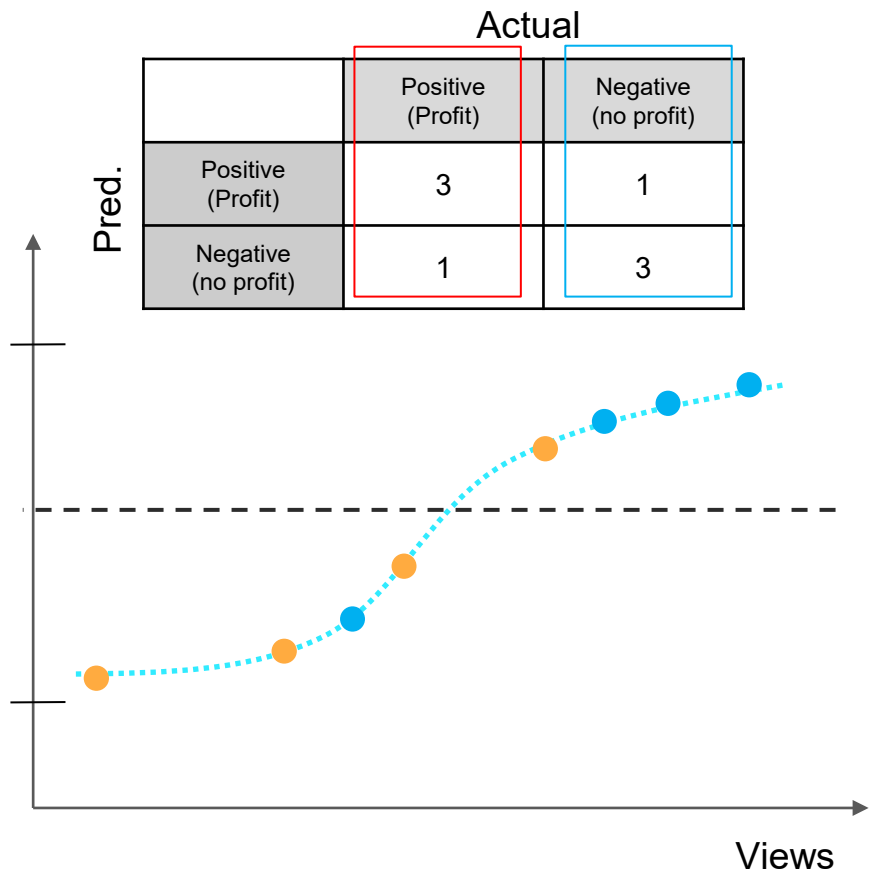 Actual
Positive
(Profit)
Negative
(no profit)
Pred.
Positive
(Profit)
3
1
Negative
(no profit)
1
3
Views